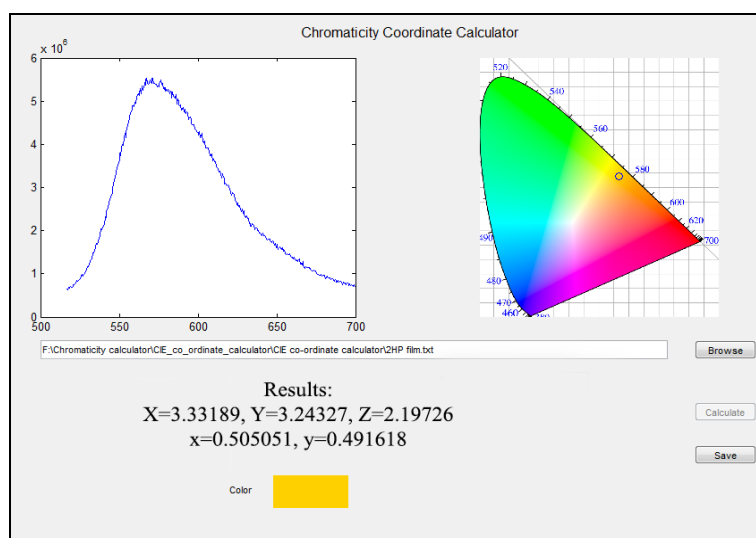 Chromaticity Coordinate Calculator
x 10^6
6
5
4
3
2
1
0
500 550 600 650 700
520
540
560
580
600
620
700
490
480
470
460
F:\Chromaticity calculator\CIE_co_ordinate_calculator\CIE co-ordinate calculator\2HP film.txt
Browse
Results:
X=3.33189, Y=3.24327, Z=2.19726
x=0.505051, y=0.491618
Calculate
Save
Color